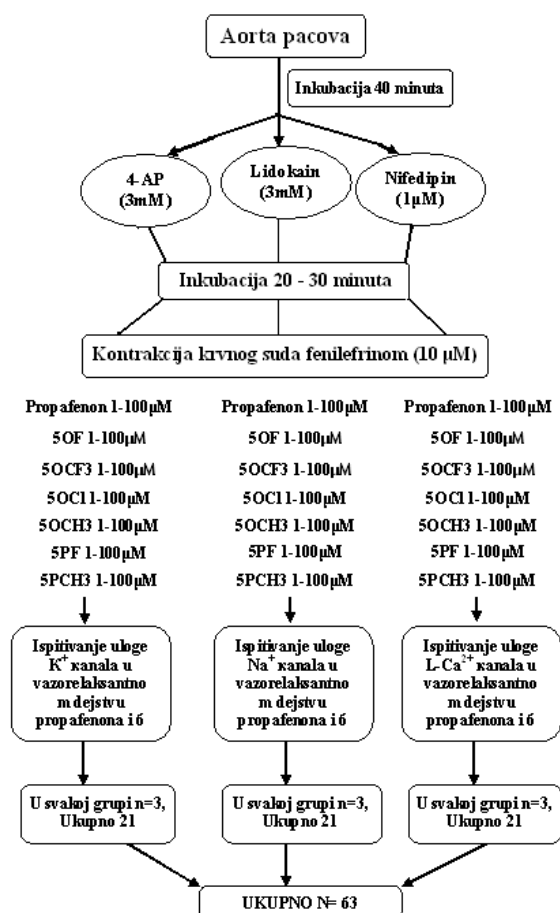 Aorta pacova
Inkubacija 40 minuta
4-AP
(3mM)
Lidokain
(3mM)
Nifedipin
(1µM)
Inkubacija 20 - 30 minuta
Kontrakcija krvnog suda fenilefrinom (10 µM)
Propafenon 1-100µM
5OF 1-100µM
5OCF3 1-100µM
5OCl 1-100µM
5OCH3 1-100µM
5PF 1-100µM
5PCH3 1-100µM
Propafenon 1-100µM
5OF 1-100µM
5OCF3 1-100µM
5OCl 1-100µM
5OCH3 1-100µM
5PF 1-100µM
5PCH3 1-100µM
Propafenon 1-100µM
5OF 1-100µM
5OCF3 1-100µM
5OCl 1-100µM
5OCH3 1-100µM
5PF 1-100µM
5PCH3 1-100µM
Ispitivanje uloge
K⁺ kanala u
vazorelaksantno
m dejstvu
propafenona i 6
Ispitivanje uloge
Na⁺ kanala u
vazorelaksantno
m dejstvu
propafenona i 6
Ispitivanje uloge
L-Ca²⁺ kanala u
vazorelaksantno
m dejstvu
propafenona i 6
U svakoj grupi n=3,
Ukupno 21
U svakoj grupi n=3,
Ukupno 21
U svakoj grupi n=3,
Ukupno 21
UKUPNO N= 63